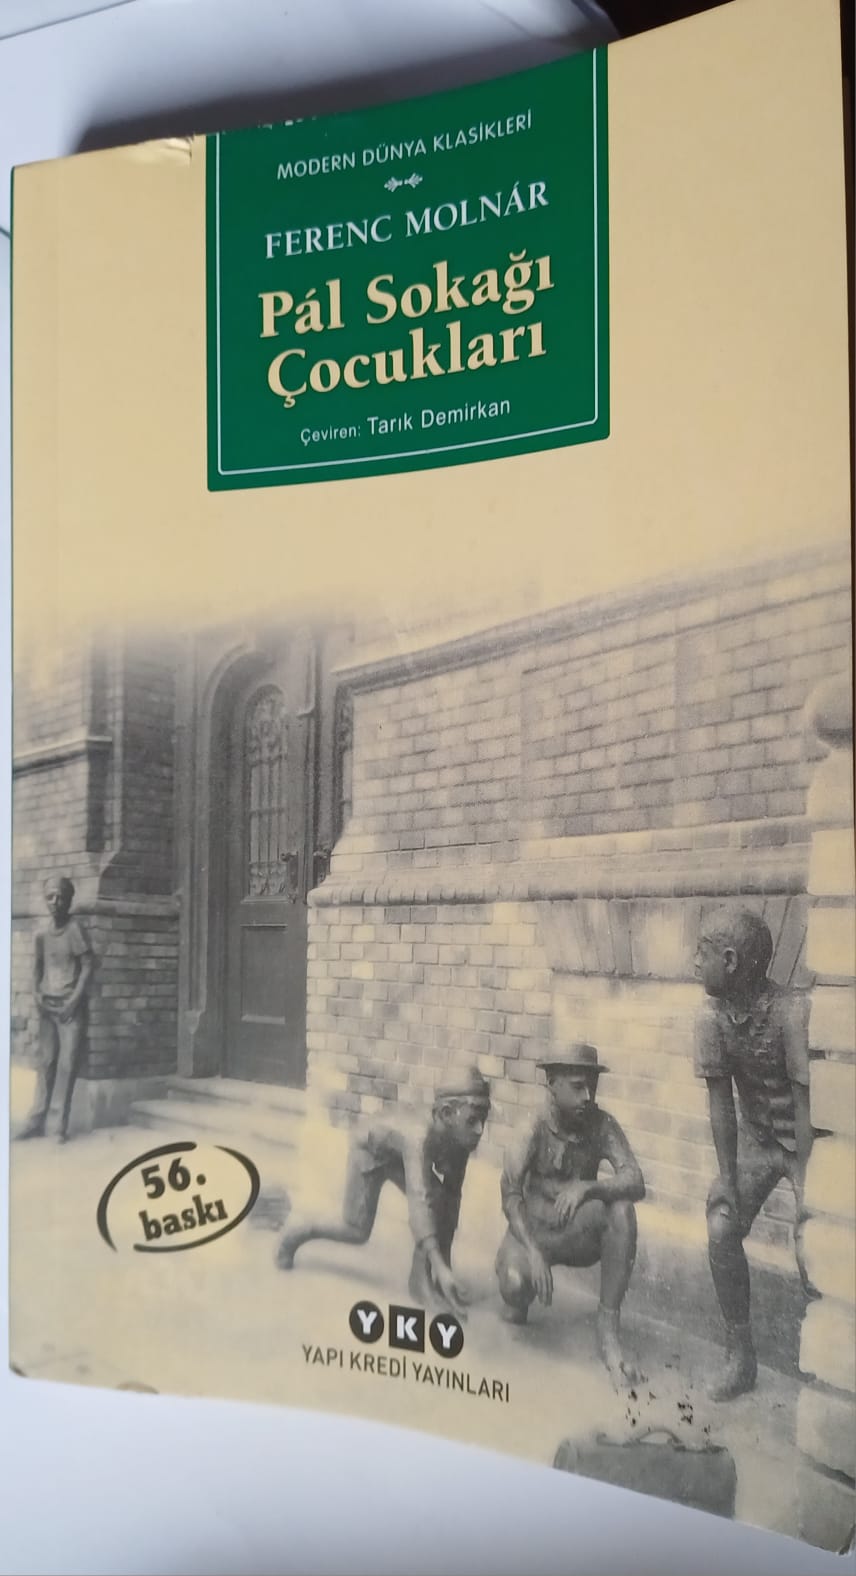 MODERN DÜNYA KLASİKLERİ
FERENC MOLNÁR
Pál Sokağı
Çocukları
Çeviren: Tarık Demirkan
56.
baskı
YKY
YAPI KREDİ YAYINLARI